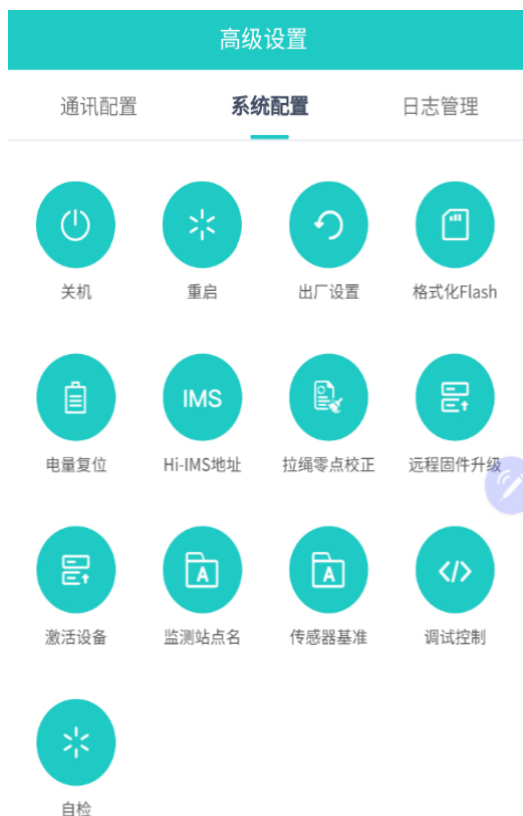 高级设置
通讯配置 系统配置 日志管理
关机 重启 出厂设置 格式化Flash
IMS
电量复位 Hi-IMS地址 拉绳零点校正 远程固件升级
A A </>
激活设备 监测站点名 传感器基准 调试控制
自检